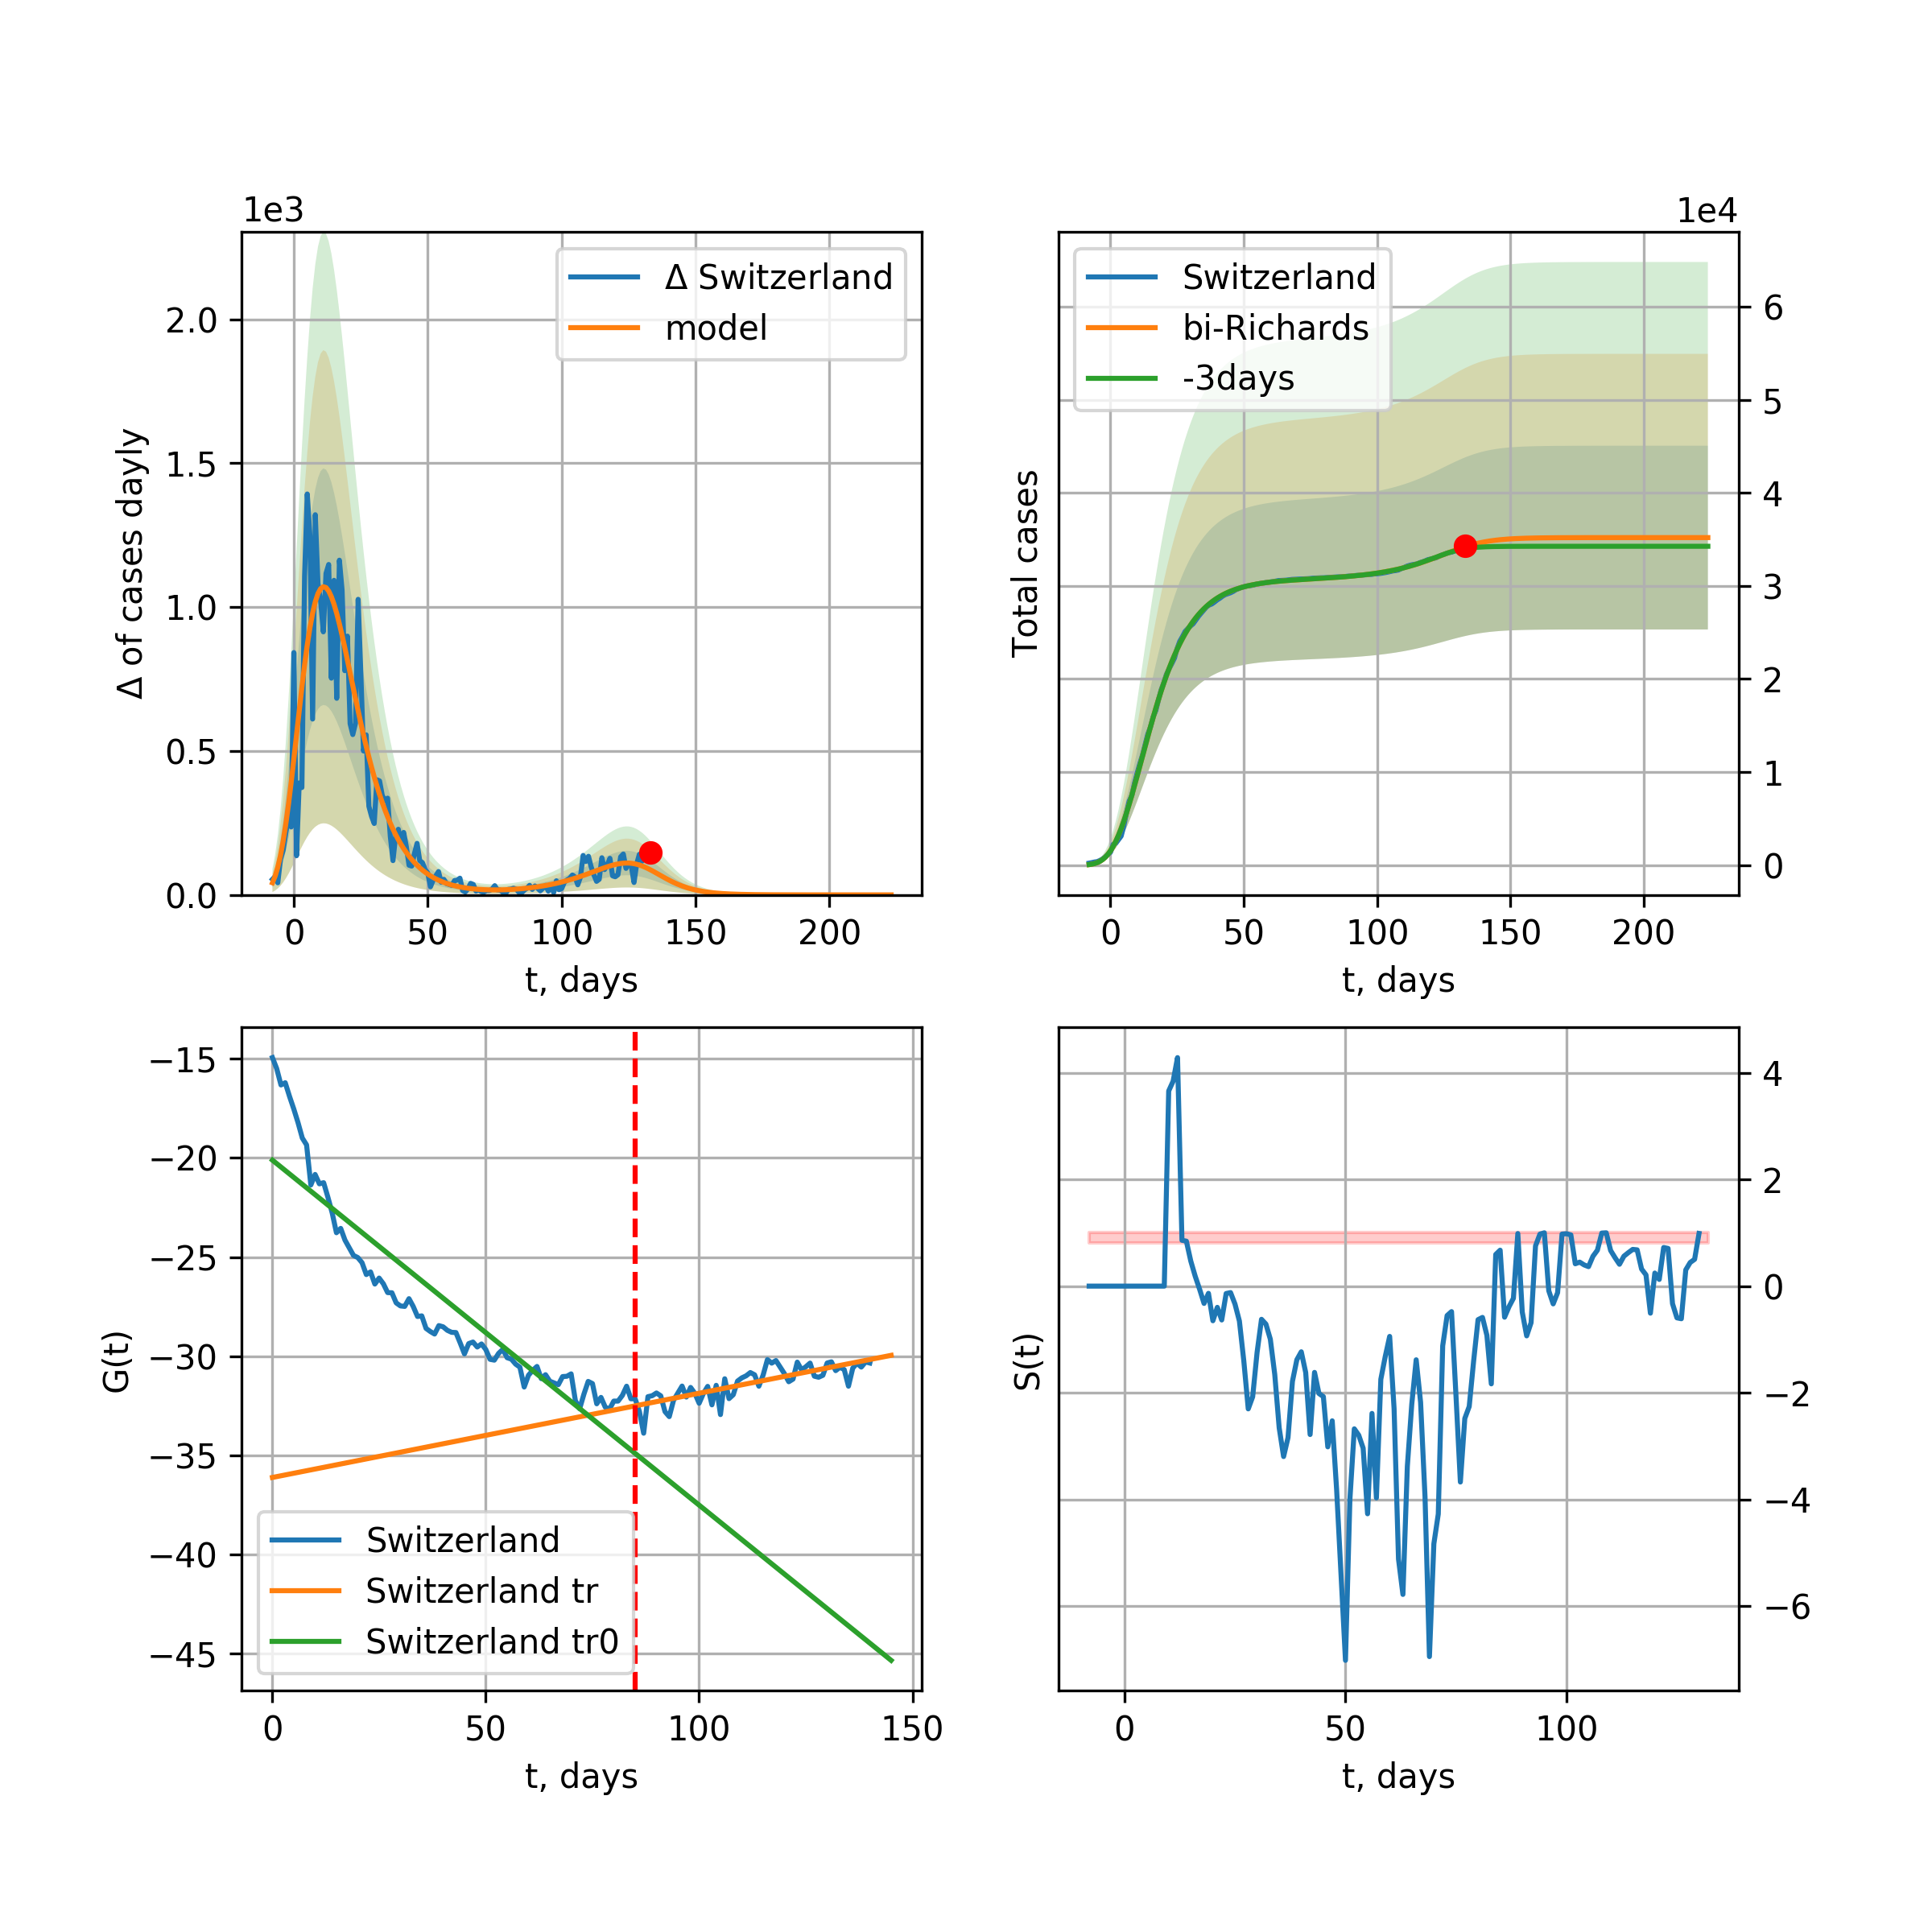 1e3
Δ of cases dayly
2.0
1.5
1.0
0.5
0.0
Δ Switzerland
model
0 50 100 150 200
t, days
1e4
Total cases
Switzerland
bi-Richards
-3days
6
5
4
3
2
1
0
0 50 100 150 200
t, days
G(t)
−15
−20
−25
−30
−35
−40
−45
Switzerland
Switzerland tr
Switzerland tr0
0 50 100 150
t, days
S(t)
4
2
0
−2
−4
−6
0 50 100
t, days